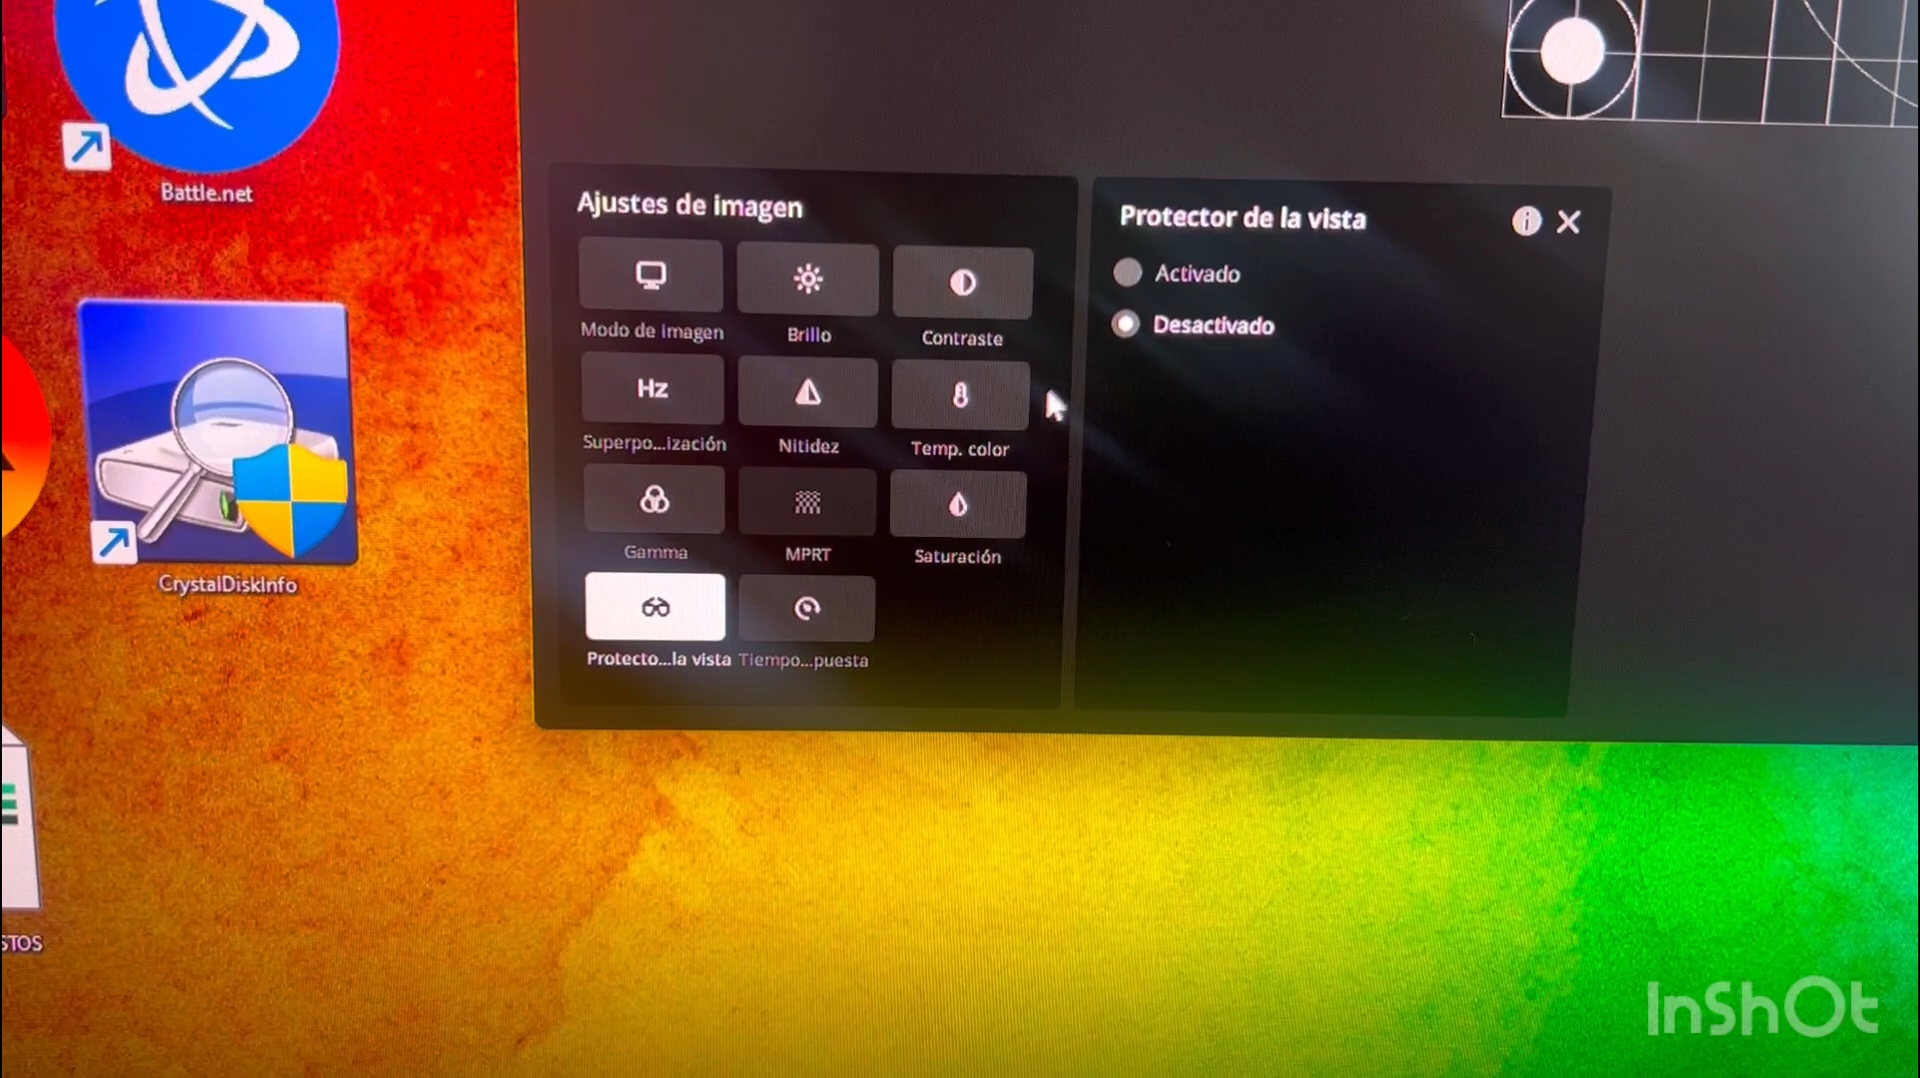 Battle.net
CrystalDiskInfo
STOS
Ajustes de imagen
Modo de imagen
Brillo
Contraste
Hz
Superpo...ización
Nitidez
Temp. color
Gamma
MPRT
Saturación
Protecto...la vista
Tiempo...puesta
Protector de la vista
Activado
Desactivado
InShOt